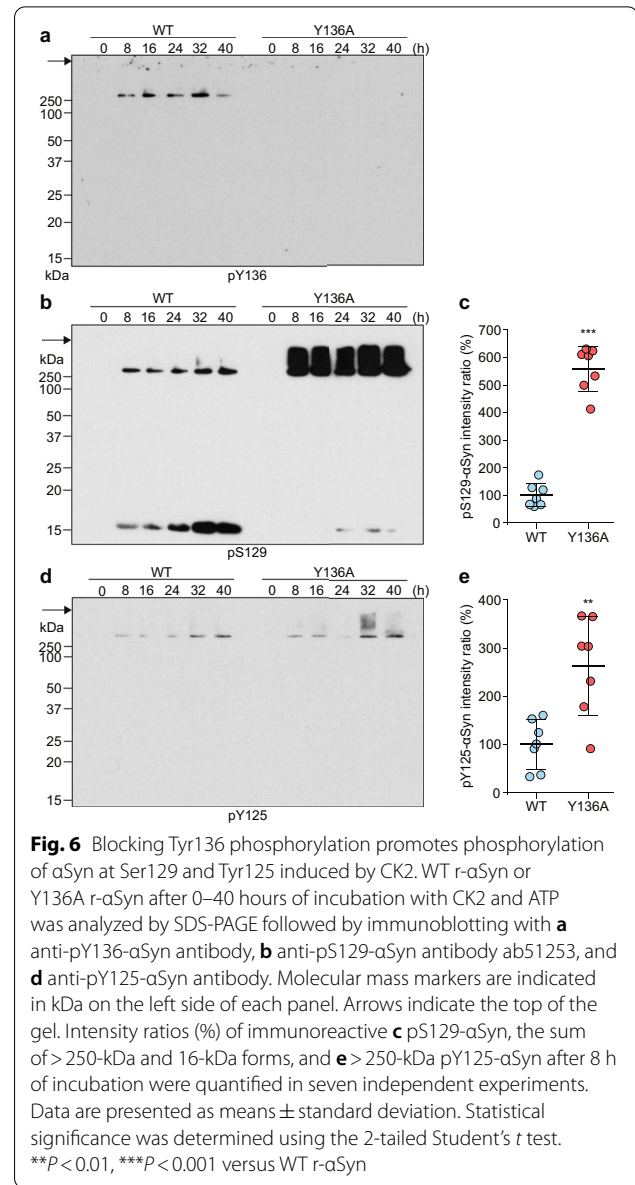 a
WT Y136A
0 8 16 24 32 40 0 8 16 24 32 40 (h)
250
100
50
37
25
20
15
kDa
pY136
b
WT Y136A
0 8 16 24 32 40 0 8 16 24 32 40 (h)
kDa
250
100
50
37
25
20
15
pS129
c
pS129-αSyn intensity ratio (%)
700
600
500
400
300
200
100
0
***
WT Y136A
d
WT Y136A
0 8 16 24 32 40 0 8 16 24 32 40 (h)
kDa
250
100
50
37
25
20
15
pY125
e
pY125-αSyn intensity ratio (%)
400
300
200
100
0
**
WT Y136A
Fig. 6 Blocking Tyr136 phosphorylation promotes phosphorylation
of αSyn at Ser129 and Tyr125 induced by CK2. WT r-αSyn or
Y136A r-αSyn after 0–40 hours of incubation with CK2 and ATP
was analyzed by SDS-PAGE followed by immunoblotting with a
anti-pY136-αSyn antibody, b anti-pS129-αSyn antibody ab51253, and
d anti-pY125-αSyn antibody. Molecular mass markers are indicated
in kDa on the left side of each panel. Arrows indicate the top of the
gel. Intensity ratios (%) of immunoreactive c pS129-αSyn, the sum
of > 250-kDa and 16-kDa forms, and e > 250-kDa pY125-αSyn after 8 h
of incubation were quantified in seven independent experiments.
Data are presented as means ± standard deviation. Statistical
significance was determined using the 2-tailed Student's t test.
**P < 0.01, ***P < 0.001 versus WT r-αSyn